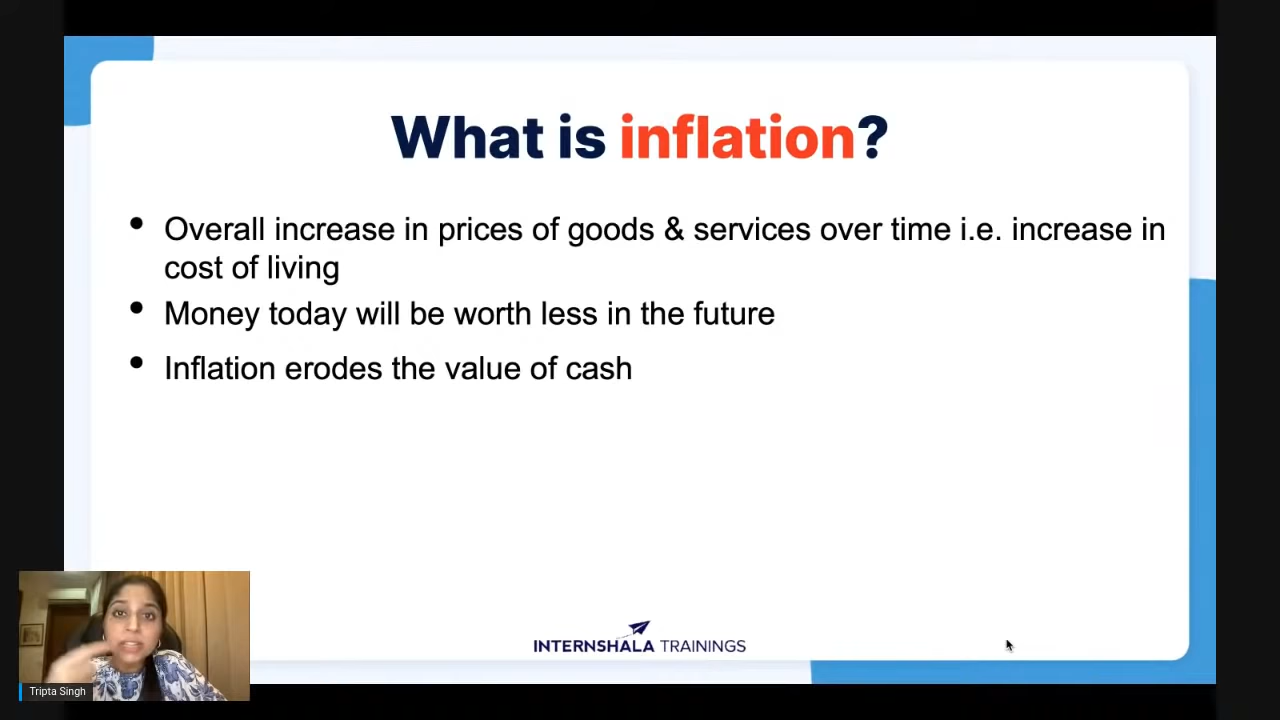 What is inflation?
• Overall increase in prices of goods & services over time i.e. increase in
cost of living
• Money today will be worth less in the future
• Inflation erodes the value of cash
INTERNSHALA TRAININGS
Tripta Singh